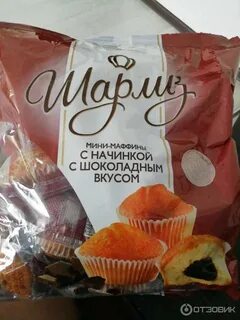 Шармэ
МИНИ-МАФФИНЫ
С НАЧИНКОЙ
С ШОКОЛАДНЫМ
ВКУСОМ
ОТЗОВИК